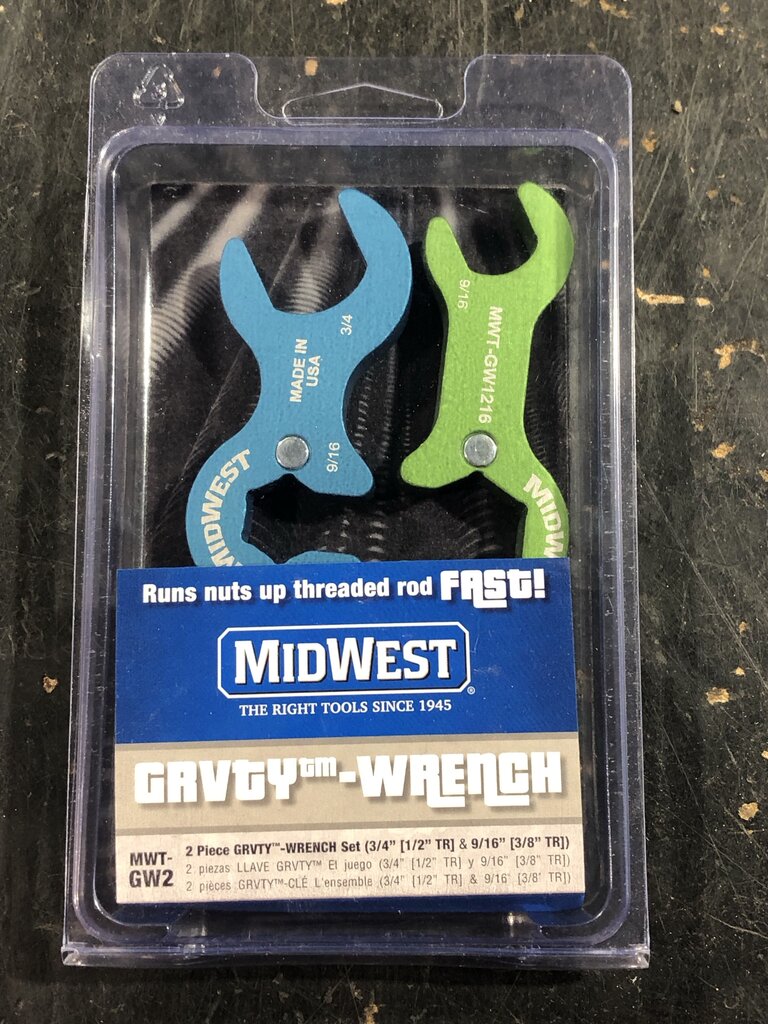 3/4
9/16
MADE IN
USA
MWT-GW1216
9/16
MIDWEST
MIDW
Runs nuts up threaded rod FAST!
MIDWEST®
THE RIGHT TOOLS SINCE 1945
GRVTY™-WRENCH
MWT-
GW2
2 Piece GRVTY™-WRENCH Set (3/4" [1/2" TR] & 9/16" [3/8" TR])
2 piezas LLAVE GRVTY™ El juego (3/4" [1/2" TR] y 9/16" [3/8" TR])
2 pièces GRVTY™-CLÉ L'ensemble (3/4" [1/2" TR] & 9/16" [3/8" TR])